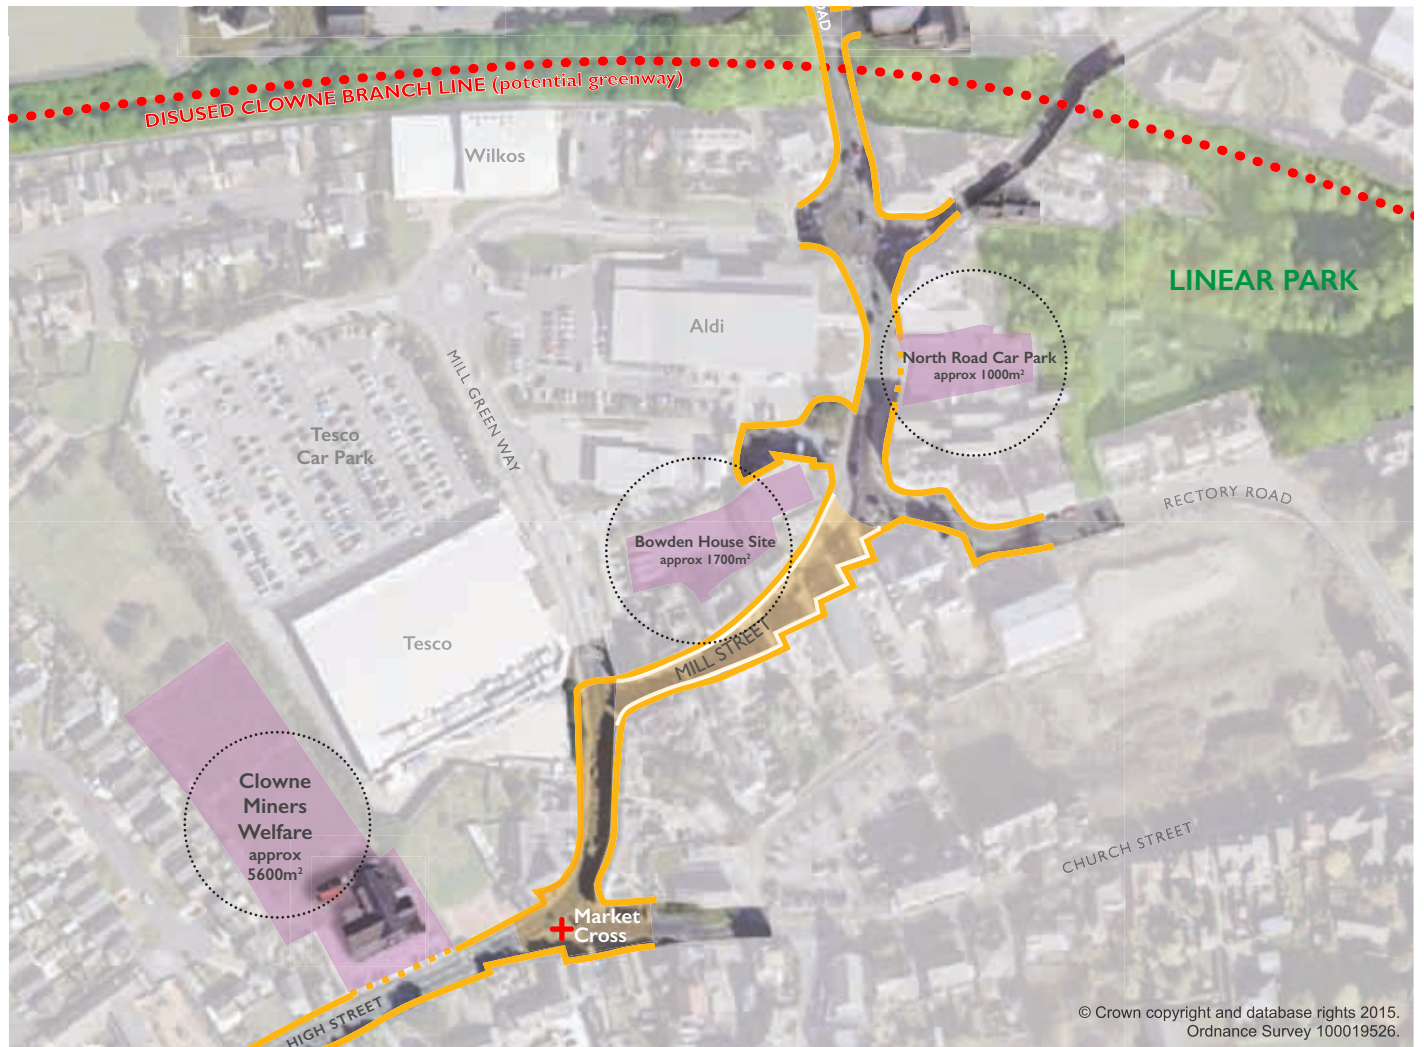 OAD
DISUSED CLOWNE BRANCH LINE (potential greenway)
Wilkos
LINEAR PARK
Aldi
North Road Car Park
approx 1000m²
MILL GREEN WAY
Tesco
Car Park
RECTORY ROAD
Bowden House Site
approx 1700m²
Tesco
MILL STREET
Clowne
Miners
Welfare
approx
5600m²
CHURCH STREET
Market
Cross
HIGH STREET
© Crown copyright and database rights 2015.
Ordnance Survey 100019526.